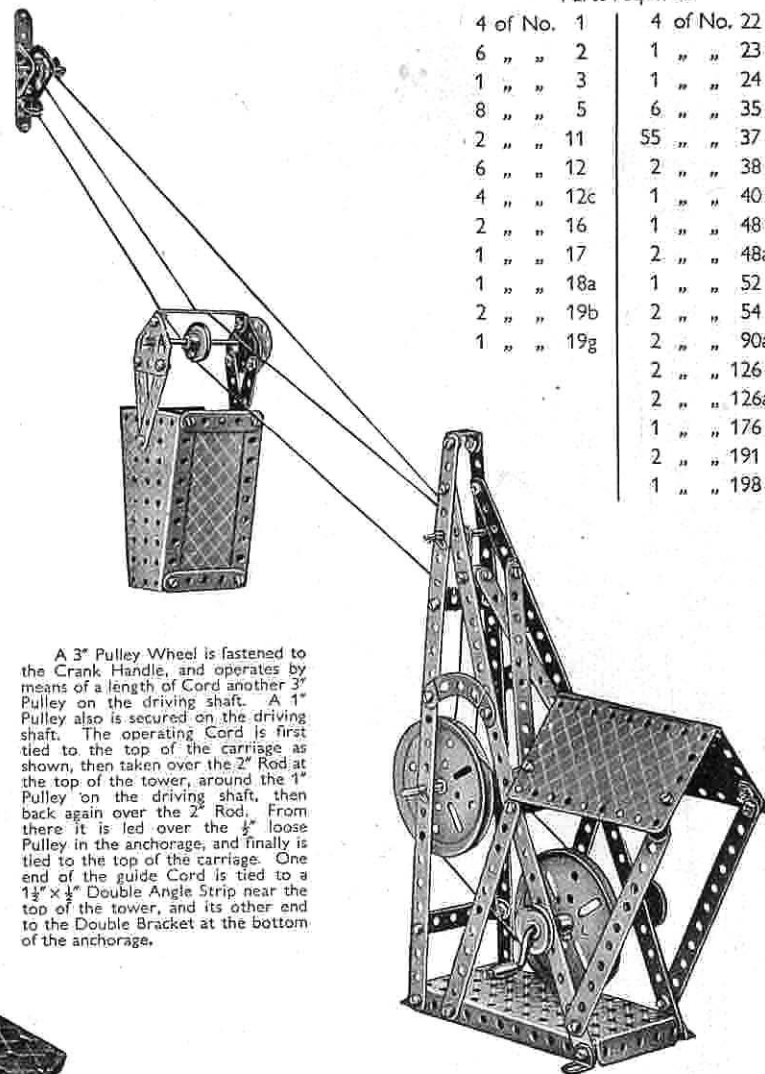 4 of No. 1 4 of No. 22
6 „ „ 2 1 „ „ 23
1 „ „ 3 1 „ „ 24
8 „ „ 5 6 „ „ 35
2 „ „ 11 55 „ „ 37
6 „ „ 12 2 „ „ 38
4 „ „ 12c 1 „ „ 40
2 „ „ 16 1 „ „ 48
1 „ „ 17 2 „ „ 48a
1 „ „ 18a 1 „ „ 52
2 „ „ 19b 2 „ „ 54
1 „ „ 19g 2 „ „ 90a
2 „ „ 126
2 „ „ 126a
1 „ „ 176
2 „ „ 191
1 „ „ 198
A 3" Pulley Wheel is fastened to
the Crank Handle, and operates by
means of a length of Cord another 3"
Pulley on the driving shaft. A 1"
Pulley also is secured on the driving
shaft. The operating Cord is first
tied to the top of the carriage as
shown, then taken over the 2" Rod at
the top of the tower, around the 1"
Pulley on the driving shaft, then
back again over the 2" Rod. From
there it is led over the ½" loose
Pulley in the anchorage, and finally is
tied to the top of the carriage. One
end of the guide Cord is tied to a
1½" × ½" Double Angle Strip near the
top of the tower, and its other end
to the Double Bracket at the bottom
of the anchorage.